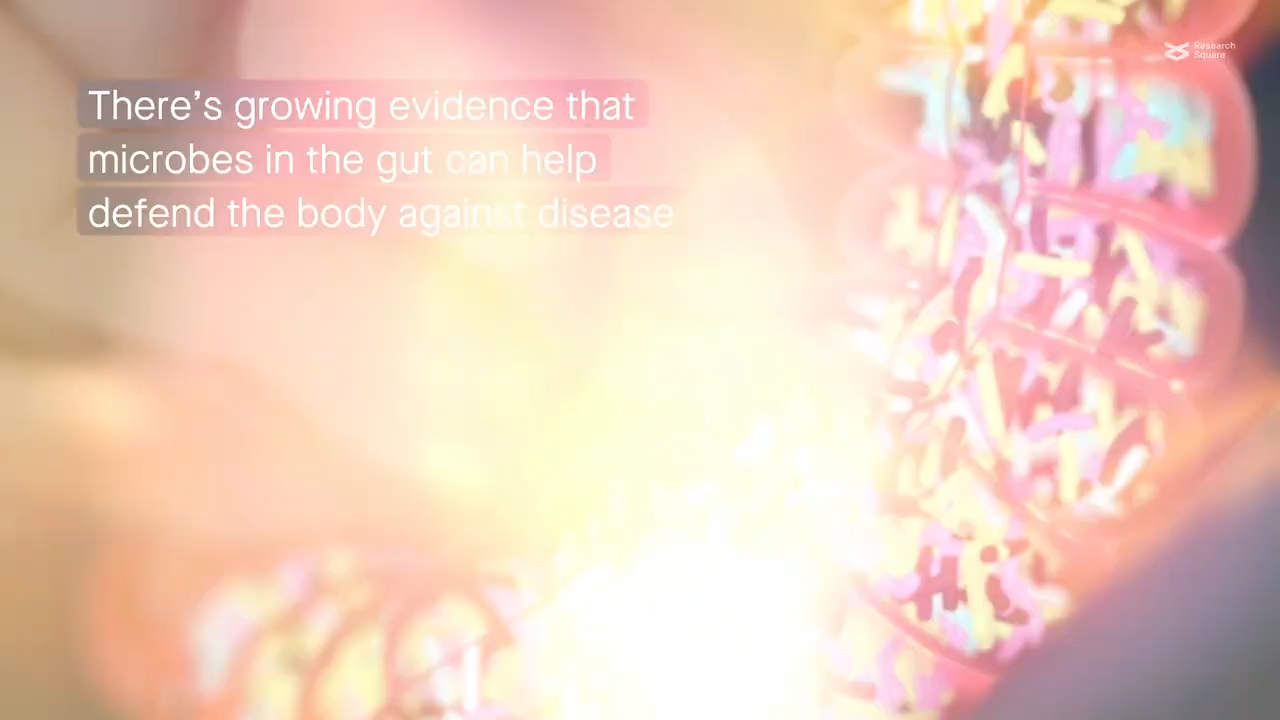 Research
Square
There's growing evidence that
microbes in the gut can help
defend the body against disease